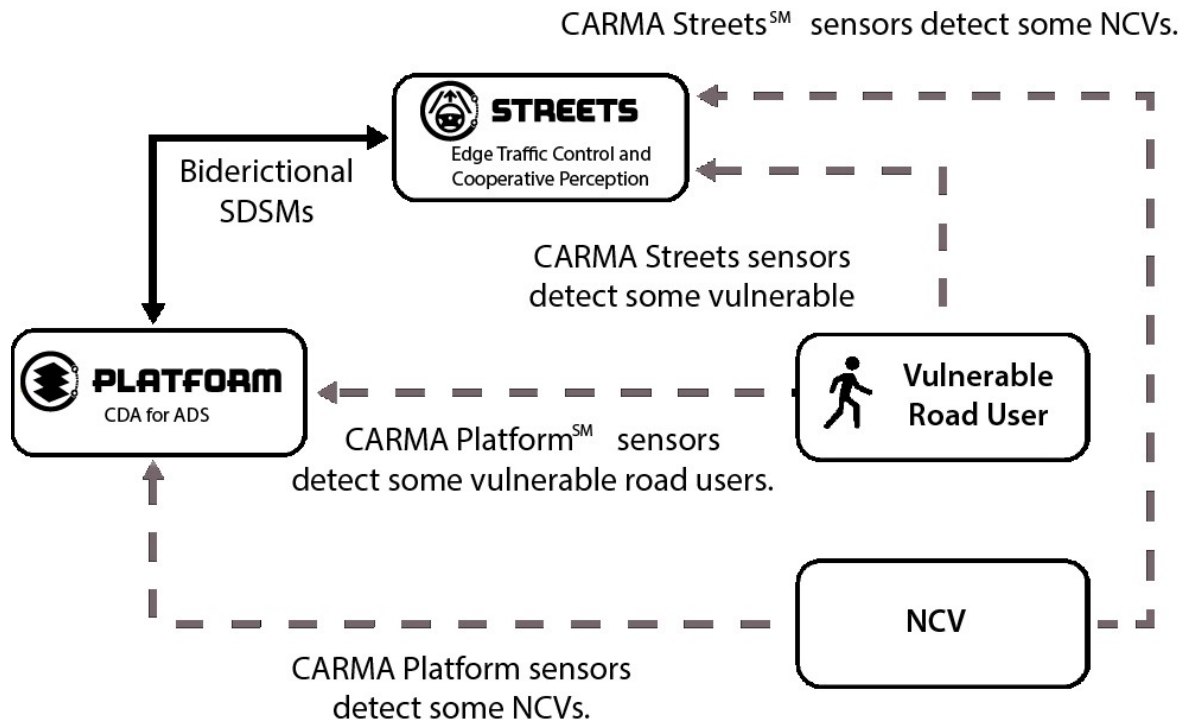 CARMA Streets℠ sensors detect some NCVs.
STREETS
Edge Traffic Control and
Cooperative Perception
Biderictional
SDSMs
CARMA Streets sensors
detect some vulnerable
PLATFORM
CDA for ADS
Vulnerable
Road User
CARMA Platform℠ sensors
detect some vulnerable road users.
NCV
CARMA Platform sensors
detect some NCVs.